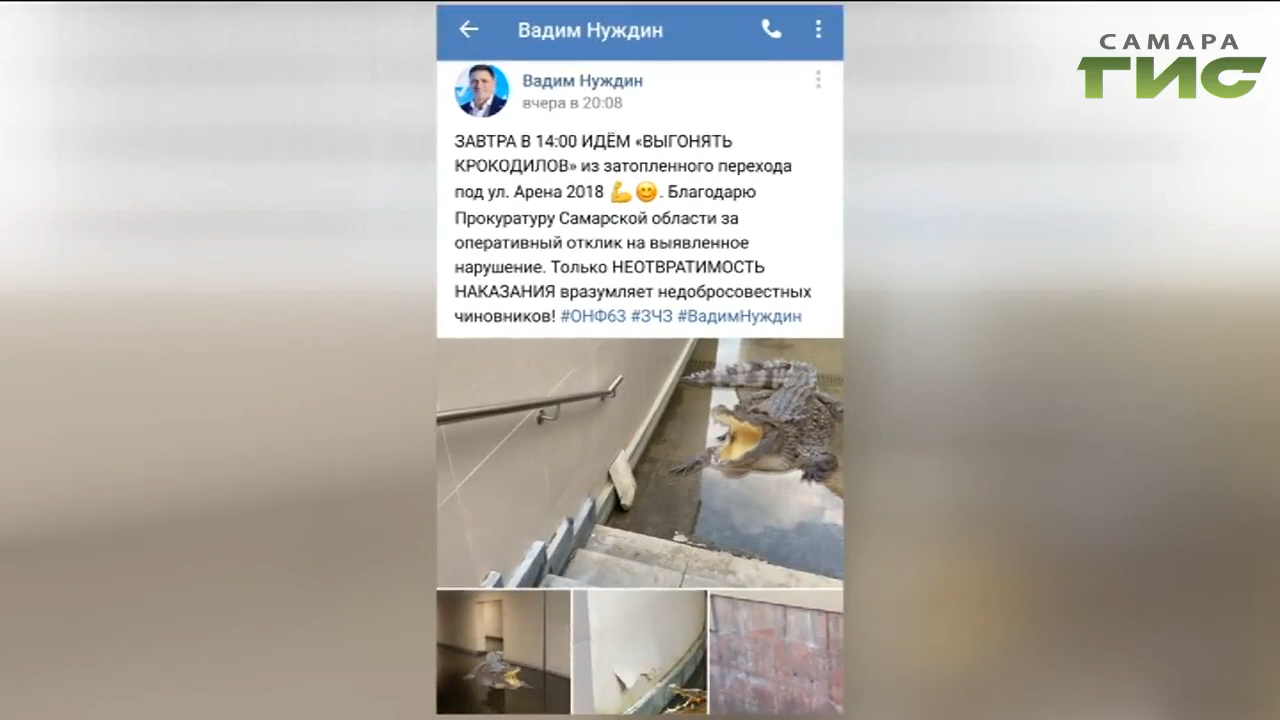 Вадим Нуждин
САМАРА
ГИС
Вадим Нуждин
вчера в 20:08
ЗАВТРА В 14:00 ИДЁМ «ВЫГОНЯТЬ
КРОКОДИЛОВ» из затопленного перехода
под ул. Арена 2018 💪😊. Благодарю
Прокуратуру Самарской области за
оперативный отклик на выявленное
нарушение. Только НЕОТВРАТИМОСТЬ
НАКАЗАНИЯ вразумляет недобросовестных
чиновников! #ОНФ63 #ЗЧЗ #ВадимНуждин